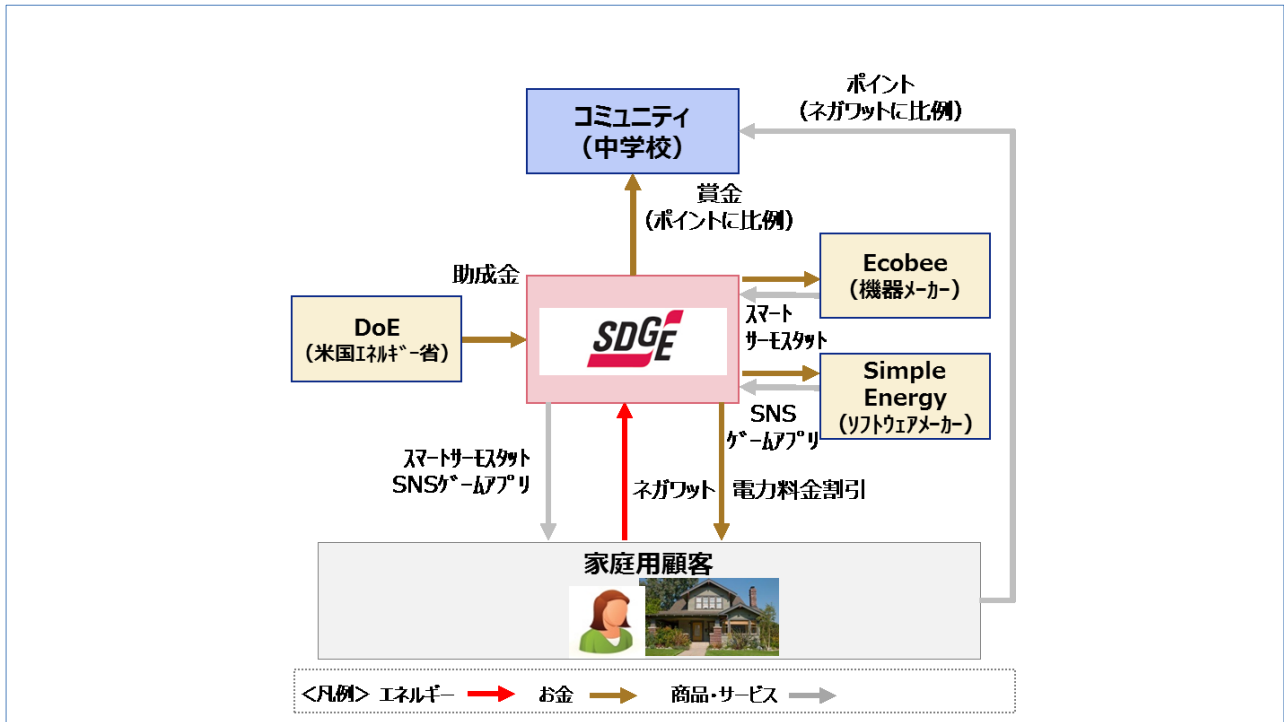 ポイント
(ネガワットに比例)
コミュニティ
(中学校)
賞金
(ポイントに比例)
助成金
Ecobee
(機器メーカー)
DoE
(米国ｴﾈﾙｷﾞｰ省)
SDGE
スマート
サーモスタット
Simple
Energy
(ソフトウェアメーカー)
SNS
ｹﾞｰﾑアプリ
スマートサーモスタット
SNSｹﾞｰﾑアプリ
ネガワット
電力料金割引
家庭用顧客
<凡例> エネルギー お金 商品・サービス